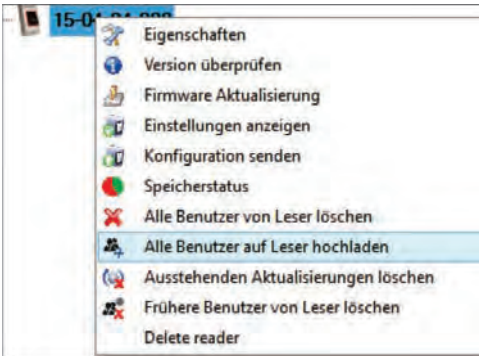 Eigenschaften
Version überprüfen
Firmware Aktualisierung
Einstellungen anzeigen
Konfiguration senden
Speicherstatus
Alle Benutzer von Leser löschen
Alle Benutzer auf Leser hochladen
Ausstehenden Aktualisierungen löschen
Frühere Benutzer von Leser löschen
Delete reader